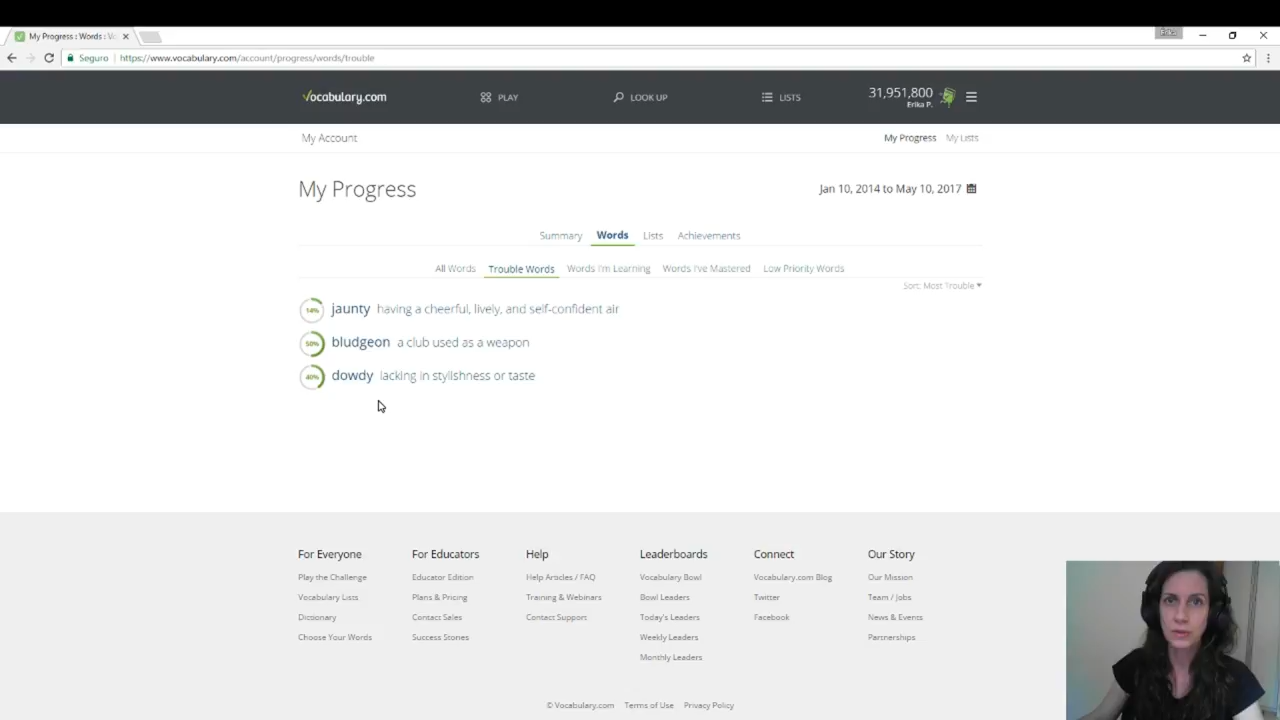 My Progress : Words : Vo
Erika
Seguro https://www.vocabulary.com/account/progress/words/trouble
Vocabulary.com PLAY LOOK UP LISTS 31,951,800
Erika P.
My Account My Progress My Lists
My Progress Jan 10, 2014 to May 10, 2017
Summary Words Lists Achievements
All Words Trouble Words Words I'm Learning Words I've Mastered Low Priority Words
Sort: Most Trouble
14% jaunty having a cheerful, lively, and self-confident air
50% bludgeon a club used as a weapon
40% dowdy lacking in stylishness or taste
For Everyone For Educators Help Leaderboards Connect Our Story
Play the Challenge Educator Edition Help Articles / FAQ Vocabulary Bowl Vocabulary.com Blog Our Mission
Vocabulary Lists Plans & Pricing Training & Webinars Bowl Leaders Twitter Team / Jobs
Dictionary Contact Sales Contact Support Today's Leaders Facebook News & Events
Choose Your Words Success Stories Weekly Leaders Partnerships
Monthly Leaders
© Vocabulary.com Terms of Use Privacy Policy